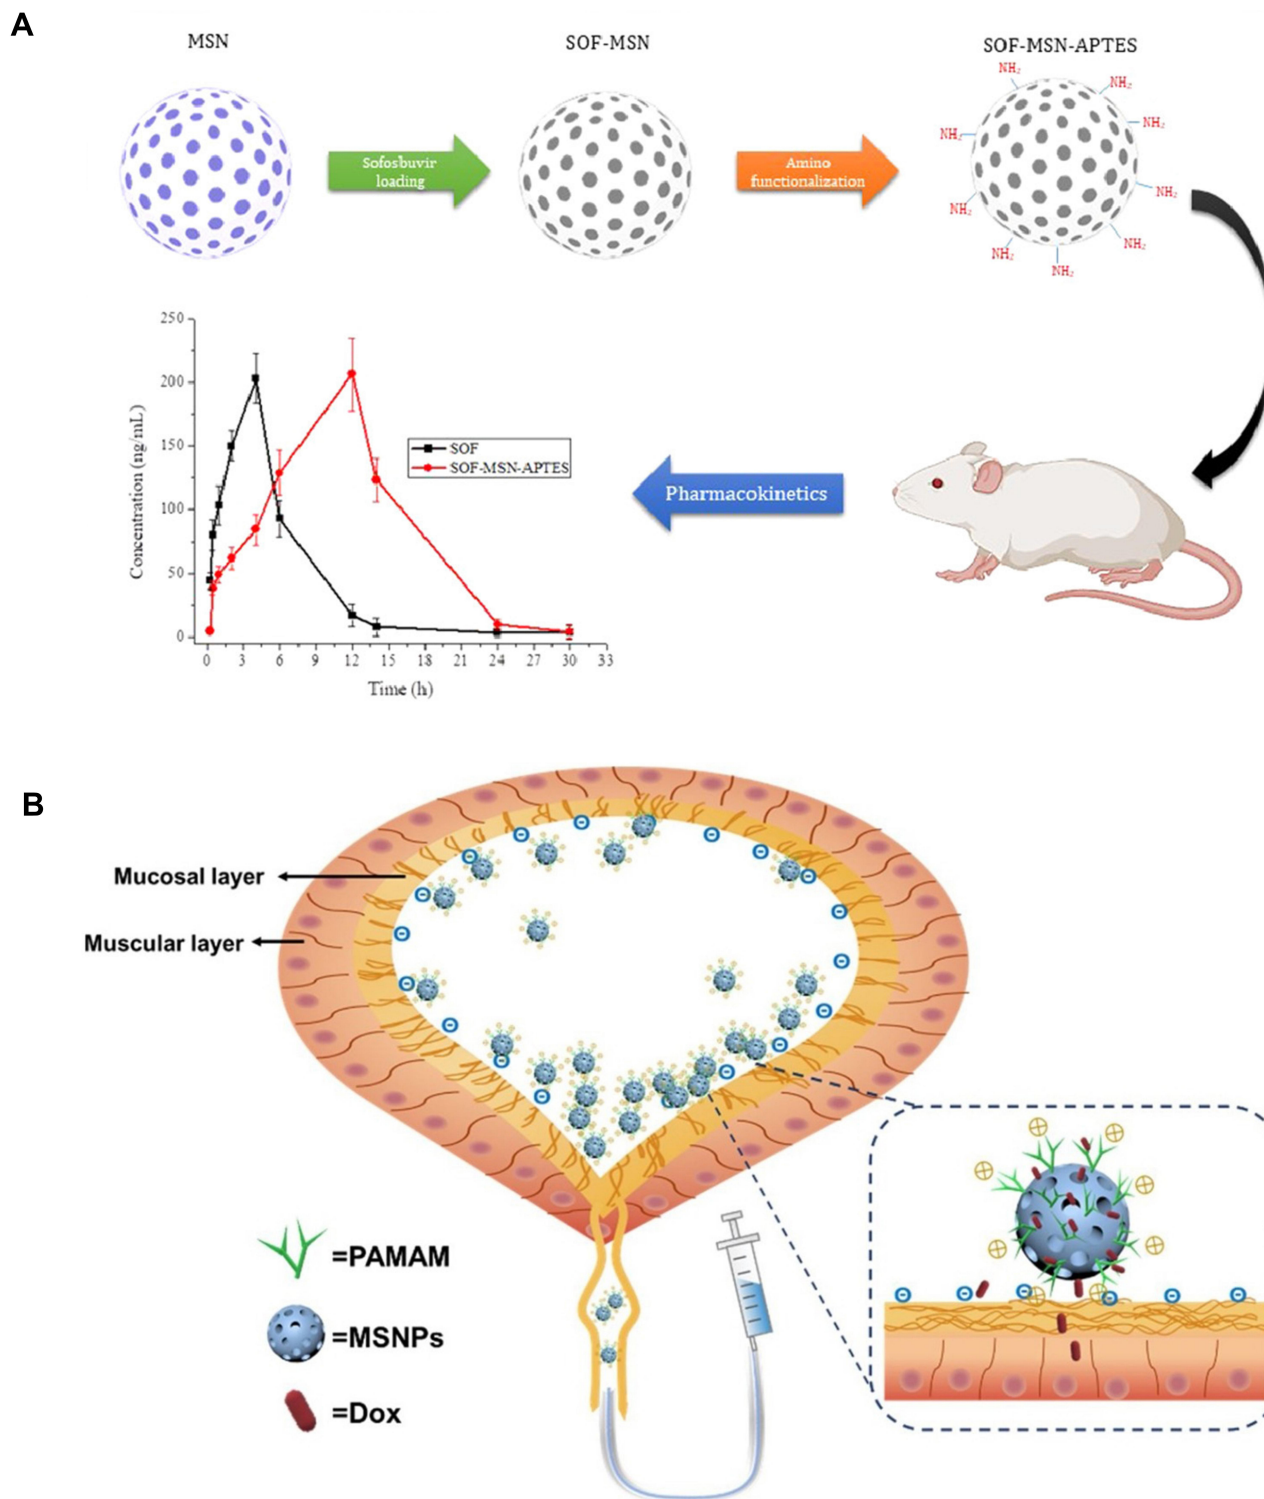 A
MSN
SOF-MSN
SOF-MSN-APTES
NH₂
NH₂
NH₂
NH₂
NH₂
NH₂
NH₂
NH₂
NH₂
Sofosbuvir
loading
Amino
functionalization
250
200
150
100
50
0
Concentration (ng/mL)
SOF
SOF-MSN-APTES
0 3 6 9 12 15 18 21 24 27 30 33
Time (h)
Pharmacokinetics
B
Mucosal layer
Muscular layer
=PAMAM
=MSNPs
=Dox